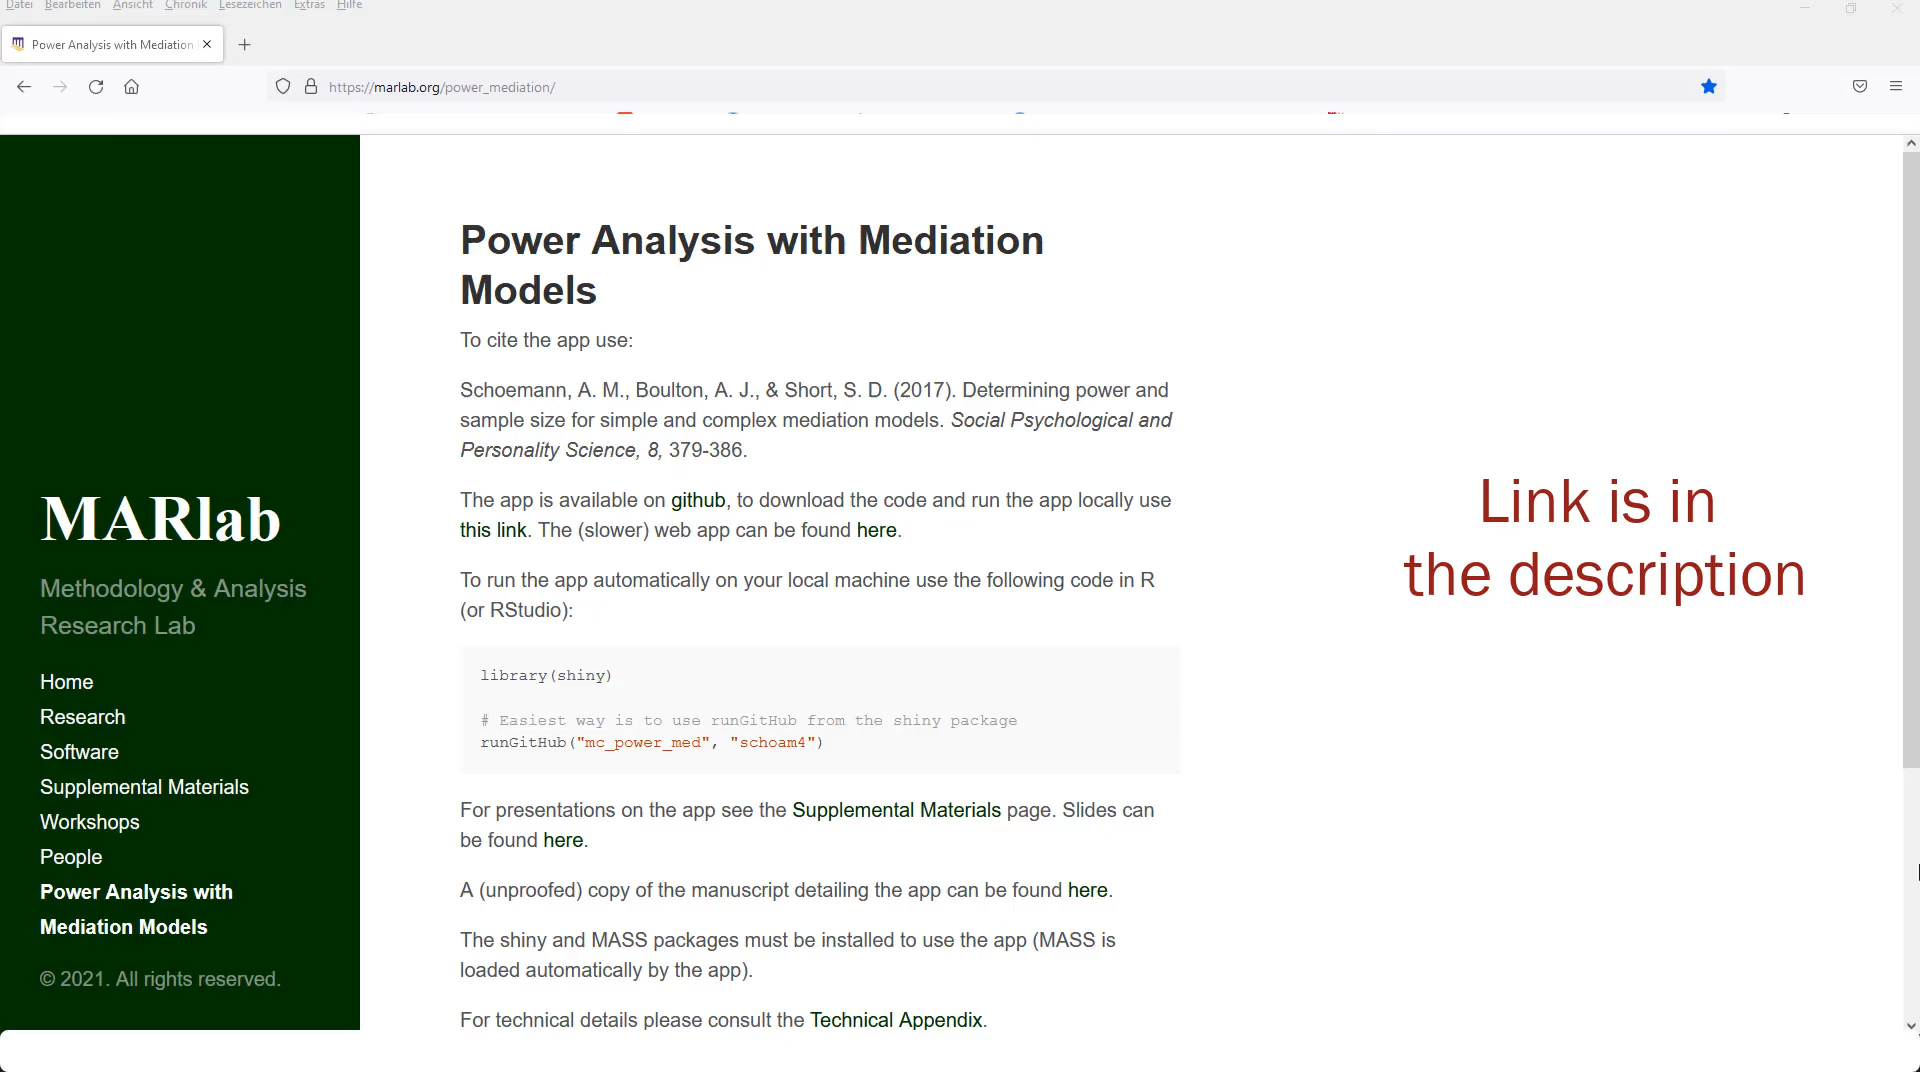 Datei Bearbeiten Ansicht Chronik Lesezeichen Extras Hilfe
Power Analysis with Mediation
https://marlab.org/power_mediation/
MARlab
Methodology & Analysis
Research Lab
Home
Research
Software
Supplemental Materials
Workshops
People
Power Analysis with
Mediation Models
© 2021. All rights reserved.
Power Analysis with Mediation
Models
To cite the app use:
Schoemann, A. M., Boulton, A. J., & Short, S. D. (2017). Determining power and
sample size for simple and complex mediation models. Social Psychological and
Personality Science, 8, 379-386.
The app is available on github, to download the code and run the app locally use
this link. The (slower) web app can be found here.
To run the app automatically on your local machine use the following code in R
(or RStudio):
library(shiny)
# Easiest way is to use runGitHub from the shiny package
runGitHub("mc_power_med", "schoam4")
For presentations on the app see the Supplemental Materials page. Slides can
be found here.
A (unproofed) copy of the manuscript detailing the app can be found here.
The shiny and MASS packages must be installed to use the app (MASS is
loaded automatically by the app).
For technical details please consult the Technical Appendix.
Link is in
the description